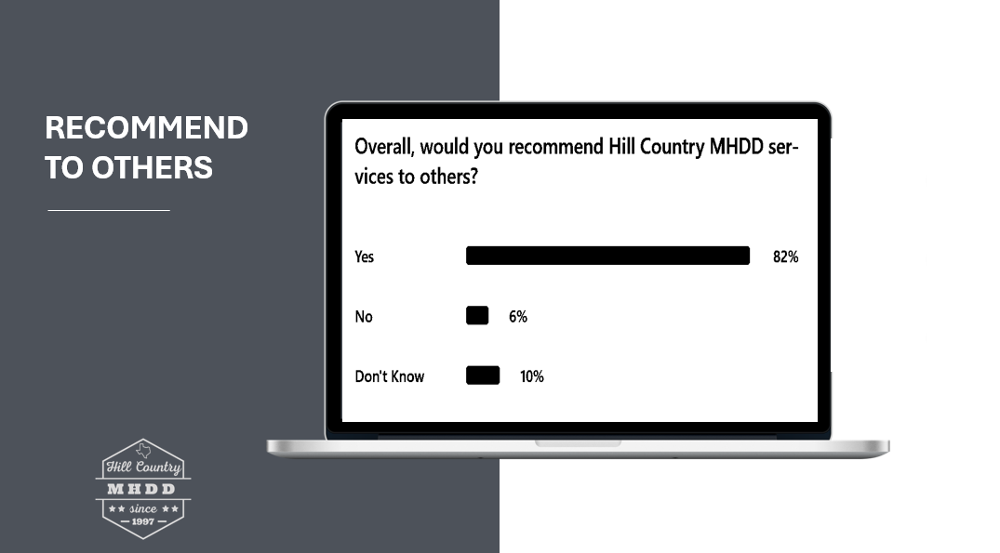 RECOMMEND
TO OTHERS
Overall, would you recommend Hill Country MHDD ser-
vices to others?
Yes 82%
No 6%
Don't Know 10%
Hill Country
MHDD
since
1997